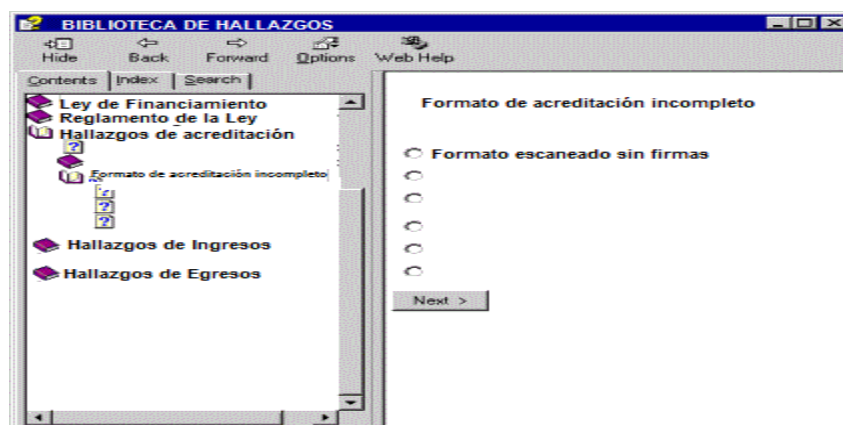 BIBLIOTECA DE HALLAZGOS
Hide Back Forward Options Web Help
Contents Index Search
Ley de Financiamiento
Reglamento de la Ley
Hallazgos de acreditación
Formato de acreditación incompleto
Hallazgos de Ingresos
Hallazgos de Egresos
Formato de acreditación incompleto
Formato escaneado sin firmas
Next >